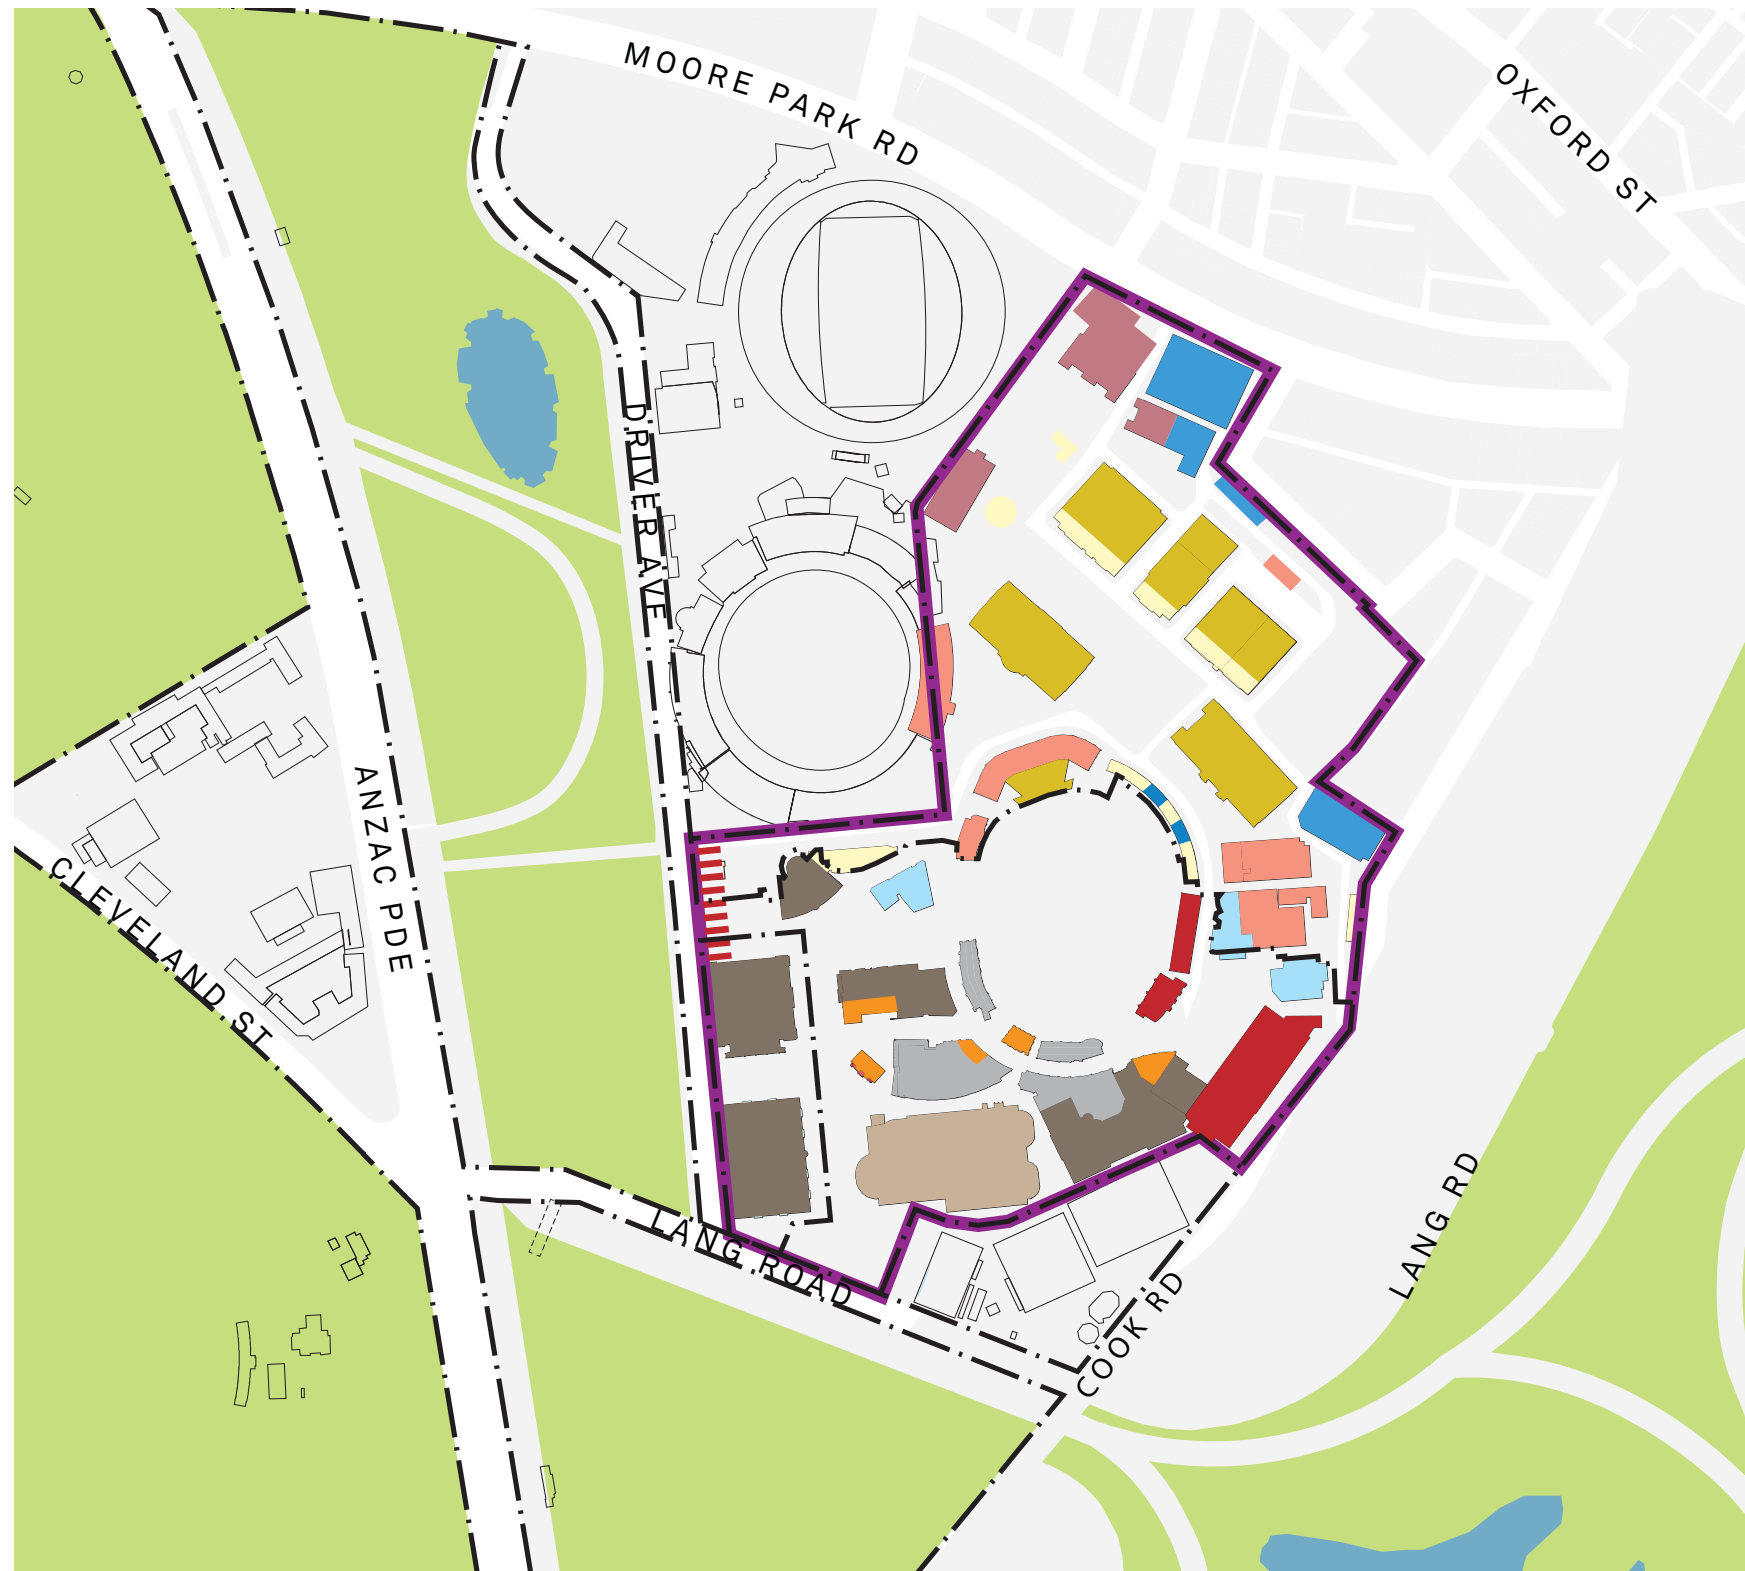 MOORE PARK RD
OXFORD ST
DRIVER AVE
ANZAC PDE
CLEVELAND ST
LANG ROAD
LANG RD
COOK RD